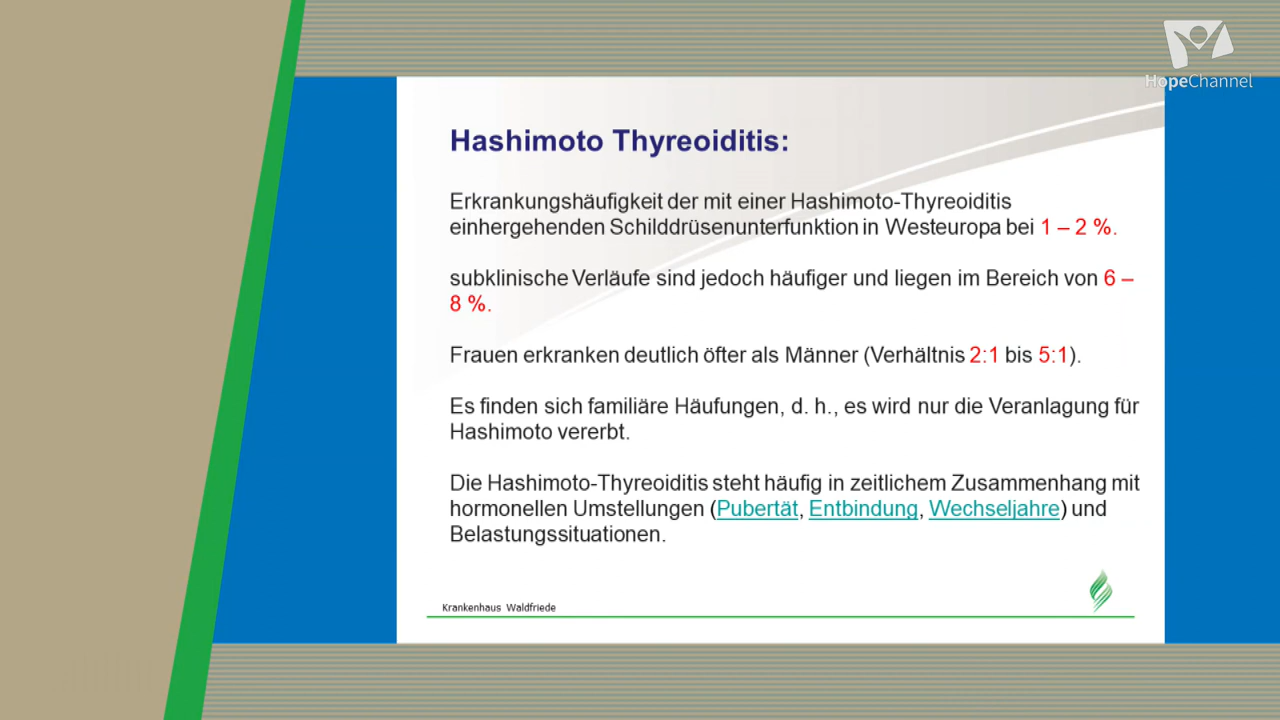 HopeChannel
Hashimoto Thyreoiditis:
Erkrankungshäufigkeit der mit einer Hashimoto-Thyreoiditis
einhergehenden Schilddrüsenunterfunktion in Westeuropa bei 1 – 2 %.
subklinische Verläufe sind jedoch häufiger und liegen im Bereich von 6 –
8 %.
Frauen erkranken deutlich öfter als Männer (Verhältnis 2:1 bis 5:1).
Es finden sich familiäre Häufungen, d. h., es wird nur die Veranlagung für
Hashimoto vererbt.
Die Hashimoto-Thyreoiditis steht häufig in zeitlichem Zusammenhang mit
hormonellen Umstellungen (Pubertät, Entbindung, Wechseljahre) und
Belastungssituationen.
Krankenhaus Waldfriede